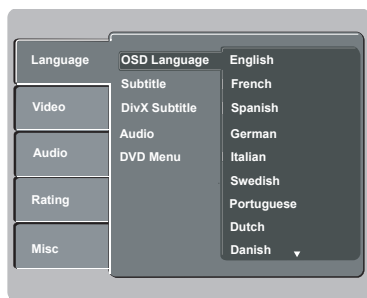 Language
Video
Audio
Rating
Misc
OSD Language
Subtitle
DivX Subtitle
Audio
DVD Menu
English
French
Spanish
German
Italian
Swedish
Portuguese
Dutch
Danish